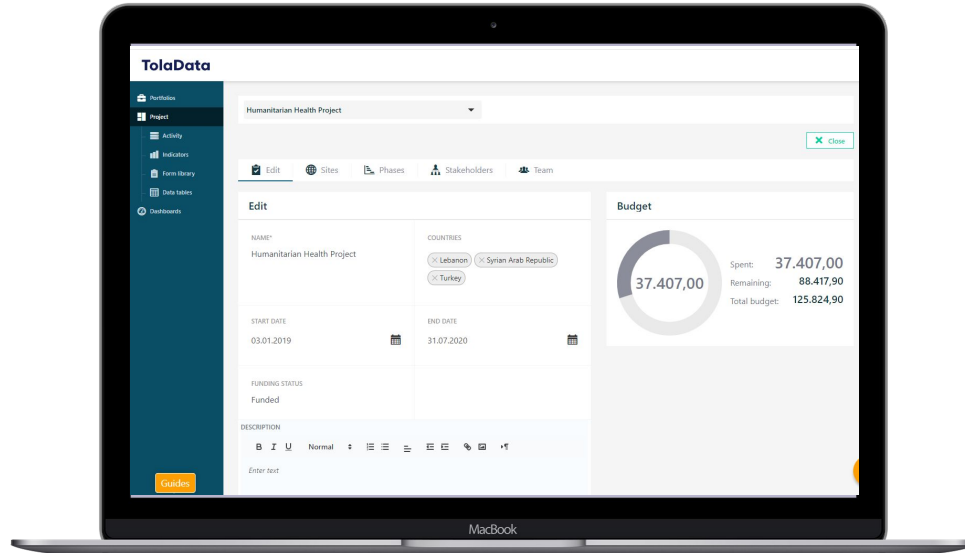 TolaData
Portfolios
Project
Activity
Indicators
Form library
Data tables
Dashboards
Guides
Humanitarian Health Project
Close
Edit
Sites
Phases
Stakeholders
Team
Edit
NAME*
Humanitarian Health Project
COUNTRIES
× Lebanon × Syrian Arab Republic
× Turkey
START DATE
03.01.2019
END DATE
31.07.2020
FUNDING STATUS
Funded
DESCRIPTION
B I U Normal
Enter text
Budget
37.407,00
Spent: 37.407,00
Remaining: 88.417,90
Total budget: 125.824,90
MacBook